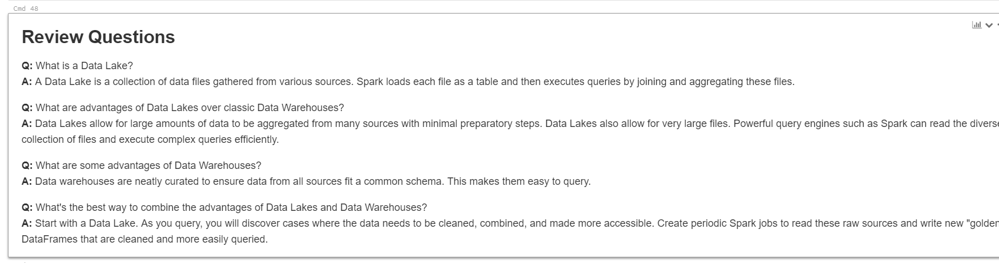 Cmd 48
Review Questions
Q: What is a Data Lake?
A: A Data Lake is a collection of data files gathered from various sources. Spark loads each file as a table and then executes queries by joining and aggregating these files.
Q: What are advantages of Data Lakes over classic Data Warehouses?
A: Data Lakes allow for large amounts of data to be aggregated from many sources with minimal preparatory steps. Data Lakes also allow for very large files. Powerful query engines such as Spark can read the diverse
collection of files and execute complex queries efficiently.
Q: What are some advantages of Data Warehouses?
A: Data warehouses are neatly curated to ensure data from all sources fit a common schema. This makes them easy to query.
Q: What's the best way to combine the advantages of Data Lakes and Data Warehouses?
A: Start with a Data Lake. As you query, you will discover cases where the data needs to be cleaned, combined, and made more accessible. Create periodic Spark jobs to read these raw sources and write new "golden
DataFrames that are cleaned and more easily queried.